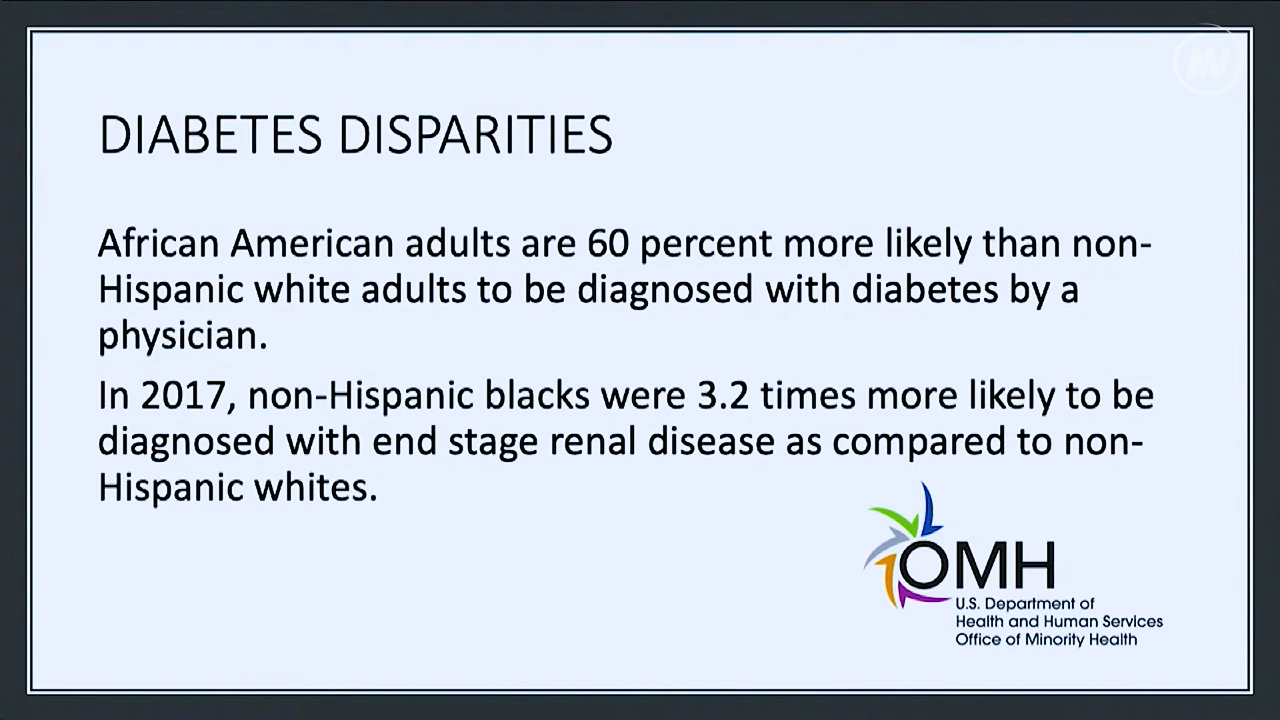 DIABETES DISPARITIES
African American adults are 60 percent more likely than non-
Hispanic white adults to be diagnosed with diabetes by a
physician.
In 2017, non-Hispanic blacks were 3.2 times more likely to be
diagnosed with end stage renal disease as compared to non-
Hispanic whites.
OMH
U.S. Department of
Health and Human Services
Office of Minority Health